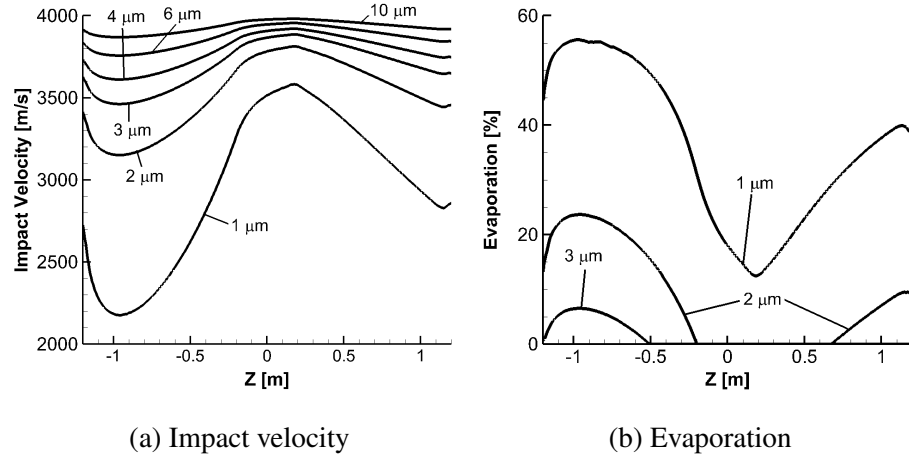 4 μm
6 μm
10 μm
3 μm
2 μm
1 μm
4000
3500
3000
2500
2000
Impact Velocity [m/s]
-1
-0.5
0
0.5
1
Z [m]
(a) Impact velocity
60
40
20
0
Evaporation [%]
1 μm
3 μm
2 μm
-1
-0.5
0
0.5
1
Z [m]
(b) Evaporation